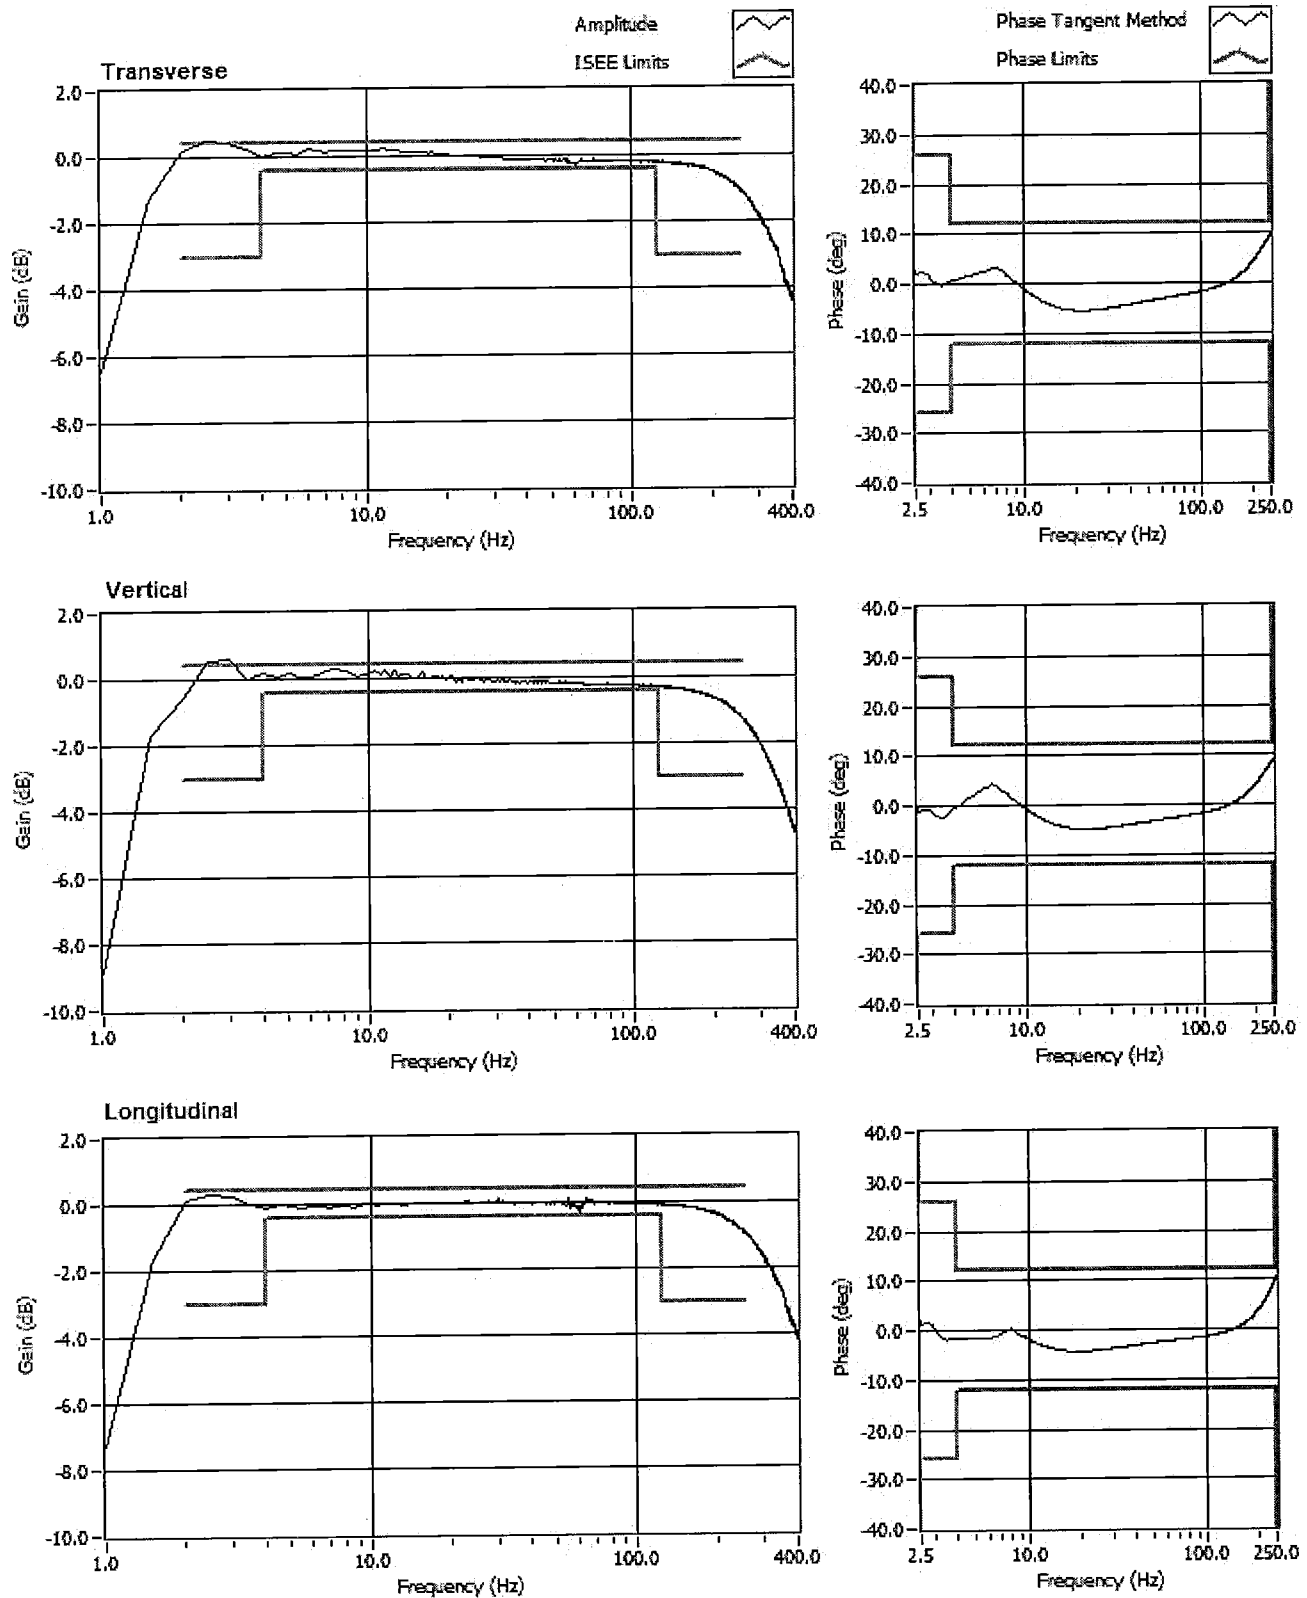 Amplitude
ISEE Limits
Phase Tangent Method
Phase Limits
Transverse
2.0
0.0
-2.0
-4.0
-6.0
-8.0
-10.0
Gain (dB)
1.0 10.0 100.0 400.0
Frequency (Hz)
40.0
30.0
20.0
10.0
0.0
-10.0
-20.0
-30.0
-40.0
Phase (deg)
2.5 10.0 100.0 250.0
Frequency (Hz)
Vertical
2.0
0.0
-2.0
-4.0
-6.0
-8.0
-10.0
Gain (dB)
1.0 10.0 100.0 400.0
Frequency (Hz)
40.0
30.0
20.0
10.0
0.0
-10.0
-20.0
-30.0
-40.0
Phase (deg)
2.5 10.0 100.0 250.0
Frequency (Hz)
Longitudinal
2.0
0.0
-2.0
-4.0
-6.0
-8.0
-10.0
Gain (dB)
1.0 10.0 100.0 400.0
Frequency (Hz)
40.0
30.0
20.0
10.0
0.0
-10.0
-20.0
-30.0
-40.0
Phase (deg)
2.5 10.0 100.0 250.0
Frequency (Hz)